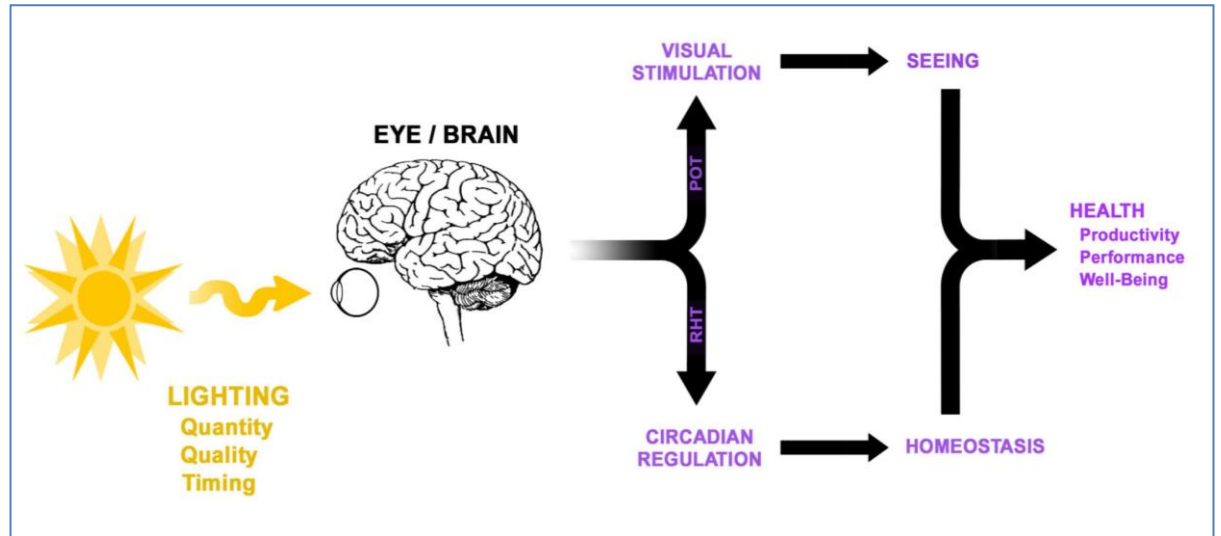 VISUAL
STIMULATION
SEEING
EYE / BRAIN
POT
HEALTH
Productivity
Performance
Well-Being
LIGHTING
Quantity
Quality
Timing
RHT
CIRCADIAN
REGULATION
HOMEOSTASIS